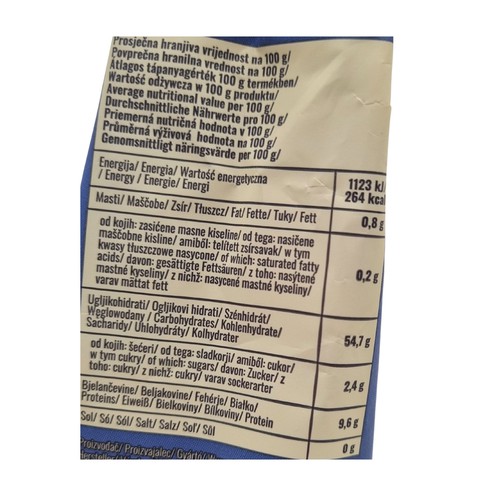 Prosječna hranjiva vrijednost na 100 g/
Povprečna hranilna vrednost na 100 g/
Átlagos tápanyagérték 100 g termékben/
Wartość odżywcza w 100 g produktu/
Average nutritional value per 100 g/
Durchschnittliche Nährwerte pro 100 g/
Priemerná nutričná hodnota v 100 g/
Průměrná výživová hodnota na 100 g/
Genomsnittligt näringsvärde per 100 g/
Energija/ Energia/ Wartość energetyczna
/ Energy / Energie/ Energi
1123 kJ
264 kcal
Masti/ Maščobe/ Zsír/ Tłuszcz/ Fat/ Fette/ Tuky/ Fett
0,8 g
od kojih: zasićene masne kiseline/ od tega: nasičene
maščobne kisline/ amiből: telített zsírsavak/ w tym
kwasy tłuszczowe nasycone/ of which: saturated fatty
acids/ davon: gesättigte Fettsäuren/ z toho: nasýtené
mastné kyseliny/ z nichž: nasycené mastné kyseliny/
varav mättat fett
0,2 g
Ugljikohidrati/ Ogljikovi hidrati/ Szénhidrát/
Węglowodany / Carbohydrates/ Kohlenhydrate/
Sacharidy/ Uhlohydráty/ Kolhydrater
54,7 g
od kojih: šećeri/ od tega: sladkorji/ amiből: cukor/
w tym cukry/ of which: sugars/ davon: Zucker/ z
toho: cukry/ z nichž: cukry/ varav sockerarter
2,4 g
Bjelančevine/ Beljakovine/ Fehérje/ Białko/
Proteins/ Eiweiß/ Bielkoviny/ Bílkoviny/ Protein
9,6 g
Sol/ Só/ Sól/ Salt/ Salz/ Soľ/ Sůl
0 g
Proizvođač/ Proizvajalec/ Gyártó/